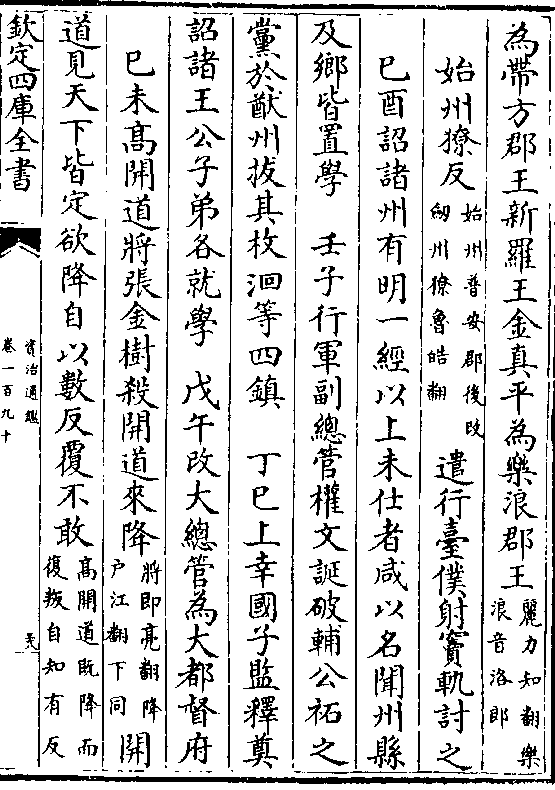 為帶方郡王新羅王金真平為樂浪郡王麗力知翻樂
浪音洛郎
始州獠反始州普安郡後改
劒州獠魯皓翻遣行臺僕射竇軌討之
巳酉詔諸州有明一經以上未仕者咸以名聞州縣
及鄉皆置學 壬子行軍副總管權文誕破輔公祏之
黨於猷州拔其枚洄等四鎮 丁巳上幸國子監釋奠
詔諸王公子弟各就學 戊午改大總管為大都督府
巳未高開道將張金樹殺開道來降將即亮翻降
户江翻下同開
道見天下皆定欲降自以數反覆不敢高開道既降而
復叛自知有反
欽定四庫全書
資治通鑑
卷一百九十